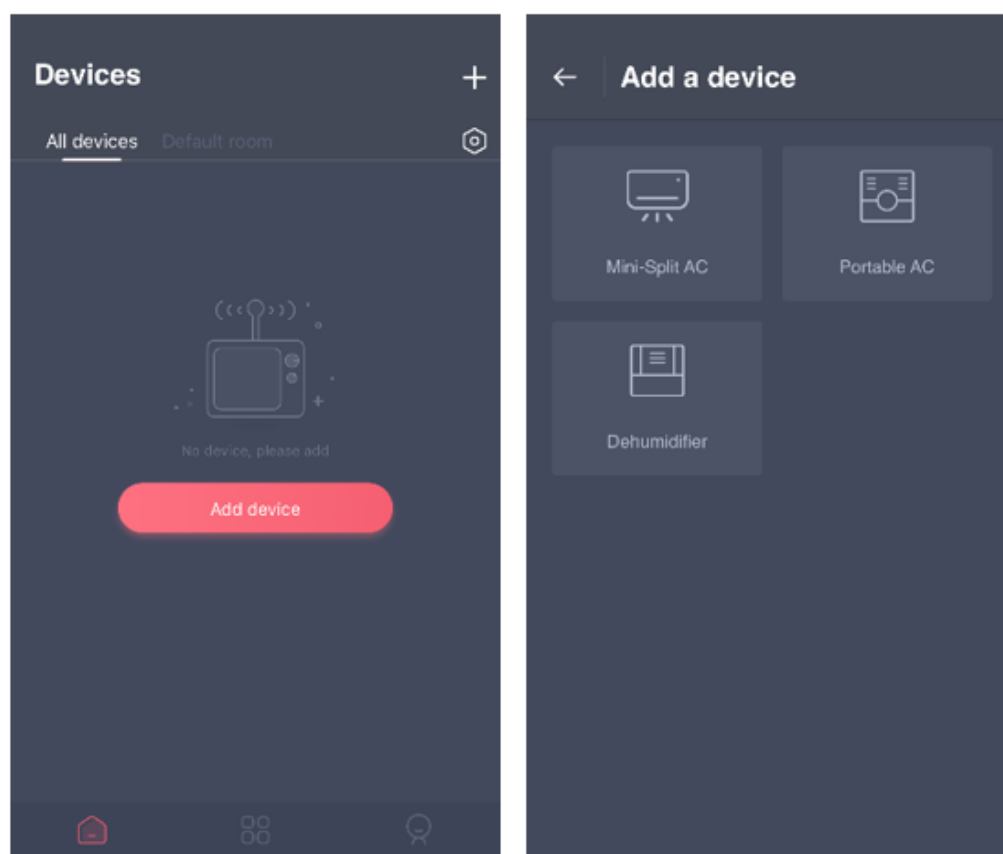 Devices
All devices Default room
No device, please add
Add device
Add a device
Mini-Split AC
Portable AC
Dehumidifier